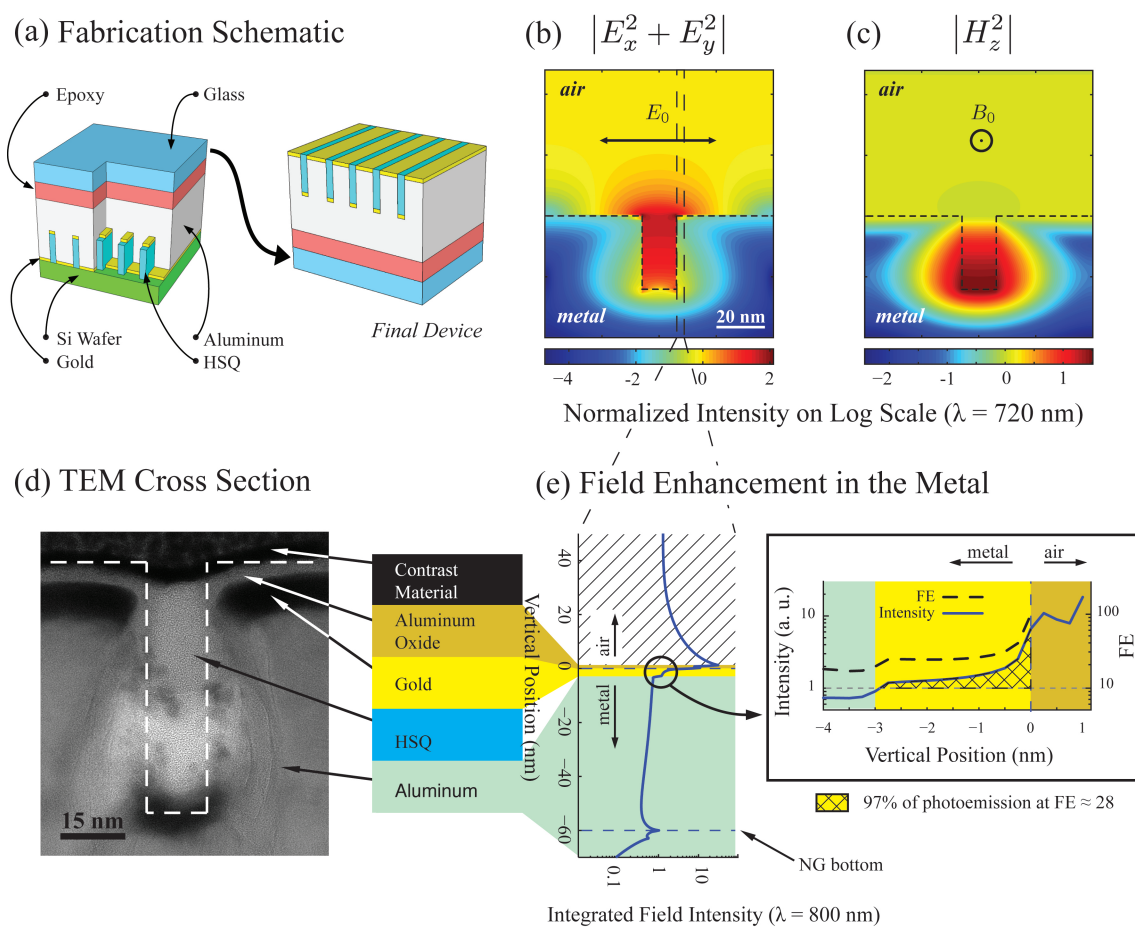 (a) Fabrication Schematic
Epoxy
Glass
Si Wafer
Gold
Aluminum
HSQ
Final Device
(b) |E_x^2 + E_y^2|
air
E_0
metal
20 nm
−4 -2 0 2
(c) |H_z^2|
air
B_0
metal
−2 -1 0 1
Normalized Intensity on Log Scale (λ = 720 nm)
(d) TEM Cross Section
15 nm
Contrast
Material
Aluminum
Oxide
Gold
HSQ
Aluminum
(e) Field Enhancement in the Metal
Vertical Position (nm)
40
20
0
−20
−40
−60
air
metal
0.1 1 10
Integrated Field Intensity (λ = 800 nm)
NG bottom
metal air
FE
Intensity
Intensity (a. u.)
10
1
100
10
FE
−4 −3 −2 −1 0 1
Vertical Position (nm)
97% of photoemission at FE ≈ 28